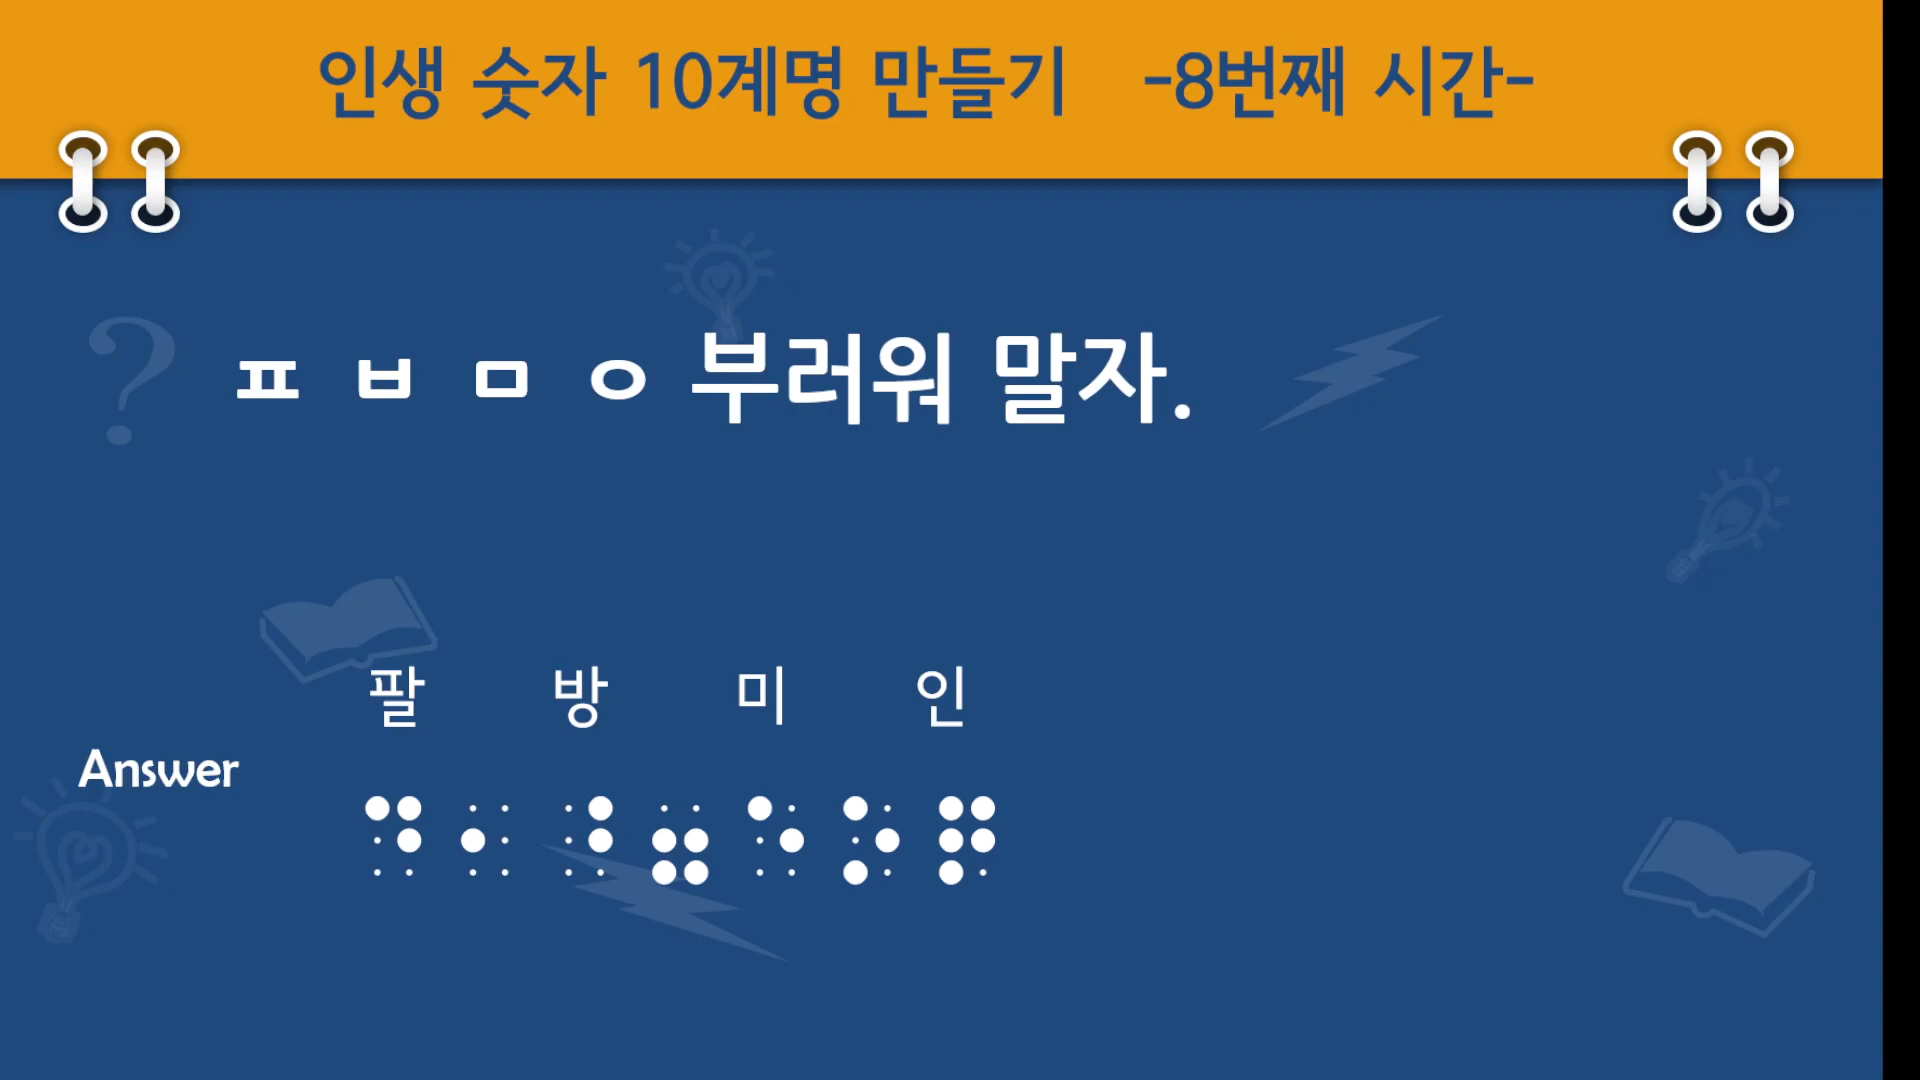 인생 숫자 10계명 만들기 -8번째 시간-
ㅍ ㅂ ㅁ ㅇ 부러워 말자.
팔 방 미 인
Answer
⠙⠂⠘⠶⠑⠕⠟